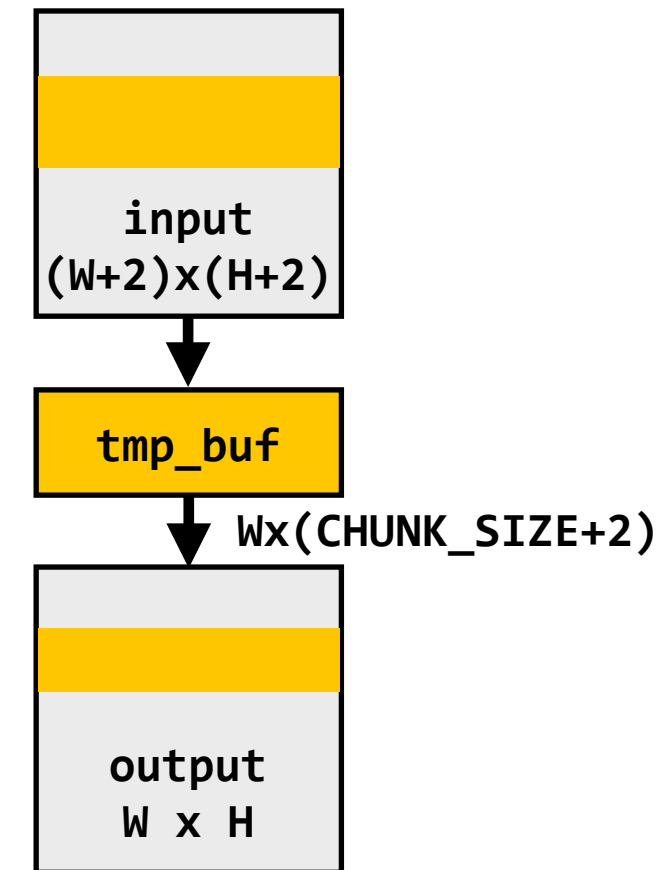 input
(W+2)x(H+2)
tmp_buf
Wx(CHUNK_SIZE+2)
output
W x H